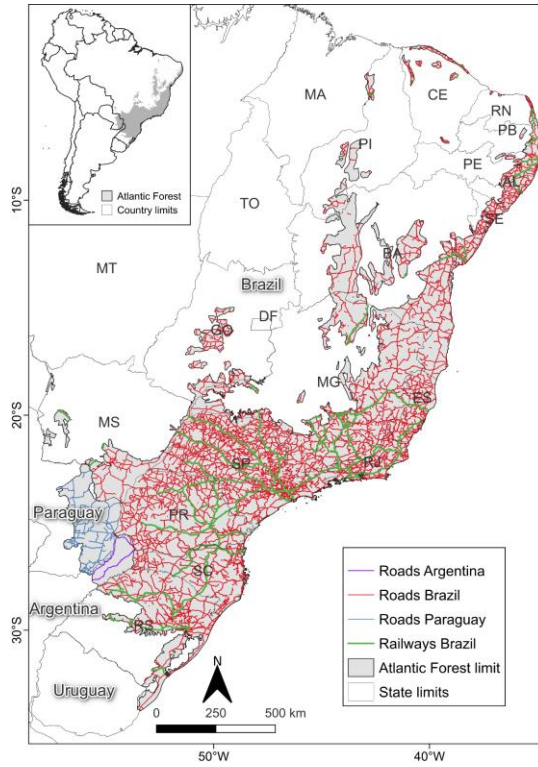 Atlantic Forest
Country limits
MA
CE
RN
PB
PI
PE
AL
SE
10°S
TO
BA
MT
Brazil
DF
GO
MG
ES
MS
20°S
SP
RJ
Paraguay
PR
SC
Argentina
RS
30°S
Uruguay
N
0 250 500 km
Roads Argentina
Roads Brazil
Roads Paraguay
Railways Brazil
Atlantic Forest limit
State limits
50°W 40°W